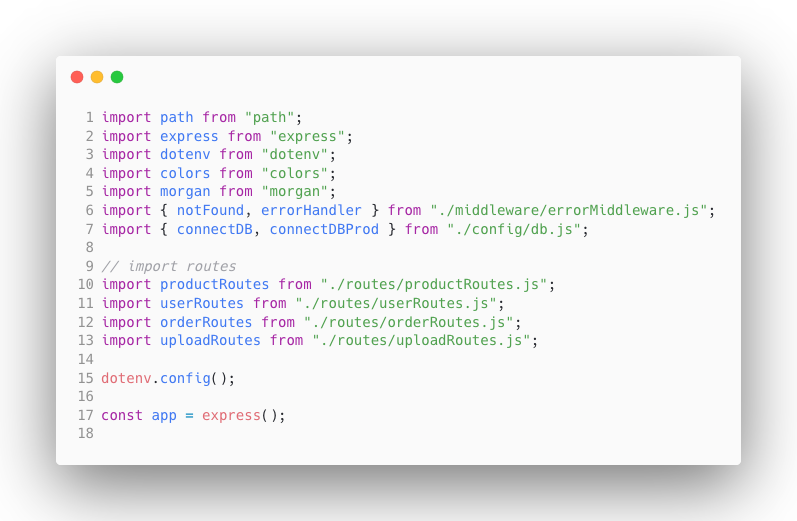 1 import path from "path";
2 import express from "express";
3 import dotenv from "dotenv";
4 import colors from "colors";
5 import morgan from "morgan";
6 import { notFound, errorHandler } from "./middleware/errorMiddleware.js";
7 import { connectDB, connectDBProd } from "./config/db.js";
8
9 // import routes
10 import productRoutes from "./routes/productRoutes.js";
11 import userRoutes from "./routes/userRoutes.js";
12 import orderRoutes from "./routes/orderRoutes.js";
13 import uploadRoutes from "./routes/uploadRoutes.js";
14
15 dotenv.config();
16
17 const app = express();
18